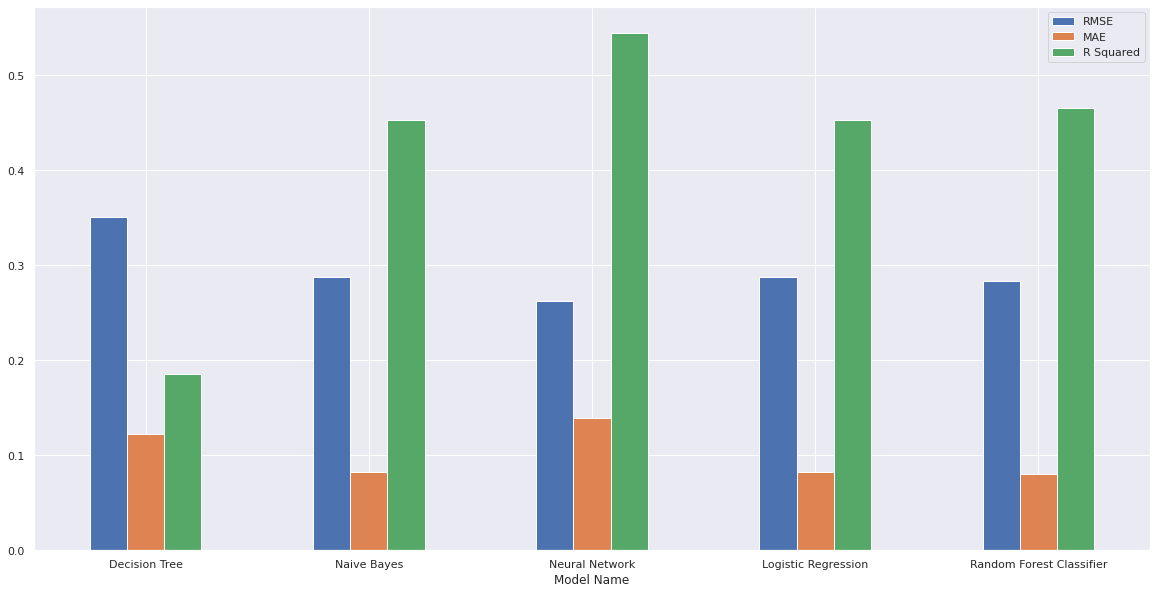 RMSE
MAE
R Squared
0.5
0.4
0.3
0.2
0.1
0.0
Decision Tree
Naive Bayes
Neural Network
Logistic Regression
Random Forest Classifier
Model Name